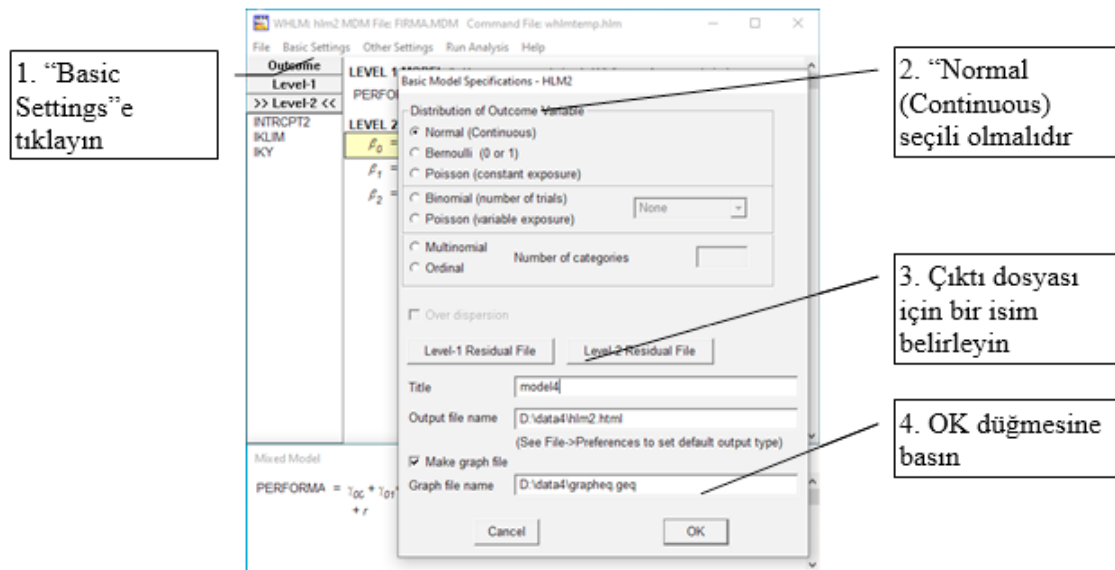 WHLM: hlm2 MDM File: FIRMA.MDM Command File: whlmtemp.hlm
File Basic Settings Other Settings Run Analysis Help
1. “Basic
Settings”e
tıklayın
Outcome
Level-1
>> Level-2 <<
INTRCPT2
IKLIM
IKY
LEVEL 1
PERFO
LEVEL 2
β0 =
β1 =
β2 =
Basic Model Specifications - HLM2
Distribution of Outcome Variable
Normal (Continuous)
Bernoulli (0 or 1)
Poisson (constant exposure)
Binomial (number of trials)
None
Poisson (variable exposure)
Multinomial
Number of categories
Ordinal
Over dispersion
Level-1 Residual File
Level-2 Residual File
Title
model4
Output file name
D:\data4\hlm2.html
(See File->Preferences to set default output type)
Make graph file
Graph file name
D:\data4\grapheq.geq
Cancel
OK
2. “Normal
(Continuous)
seçili olmalıdır
3. Çıktı dosyası
için bir isim
belirleyin
4. OK düğmesine
basın
Mixed Model
PERFORMA = γ00 + γ01
+ r